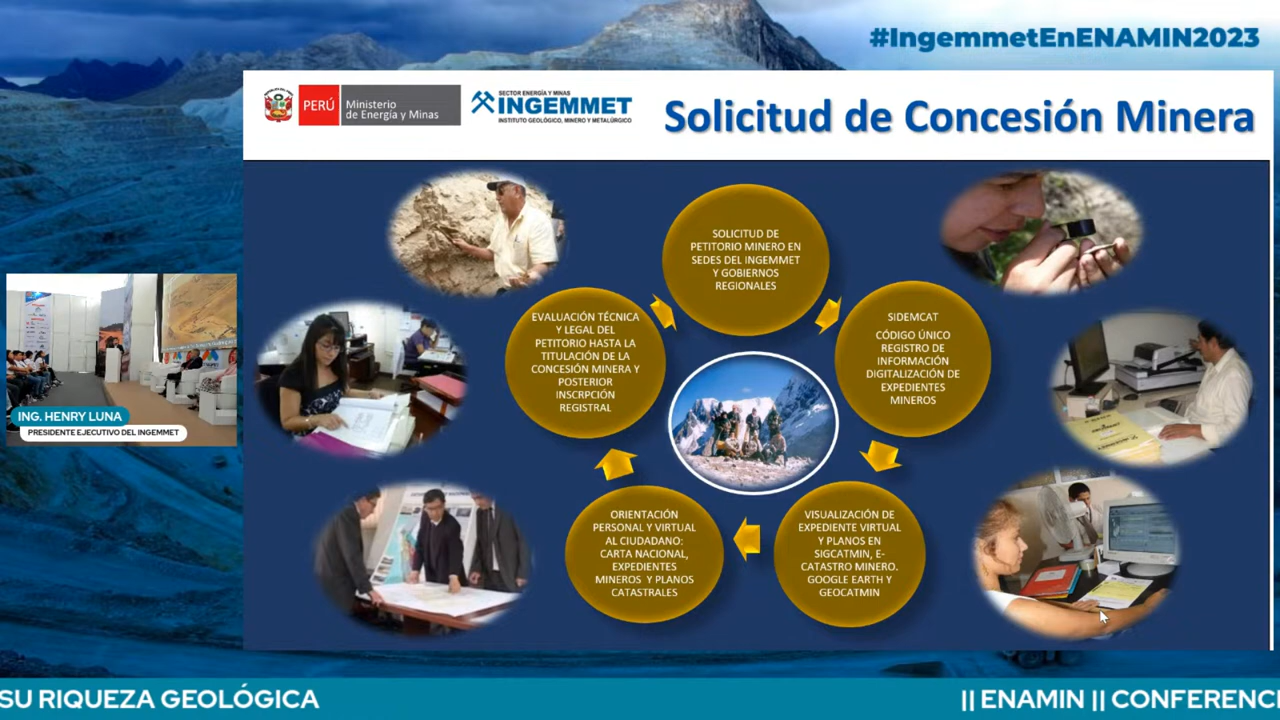 #IngemmetEnENAMIN2023
PERÚ
Ministerio
de Energía y Minas
SECTOR ENERGÍA Y MINAS
INGEMMET
INSTITUTO GEOLÓGICO, MINERO Y METALÚRGICO
Solicitud de Concesión Minera
SOLICITUD DE
PETITORIO MINERO EN
SEDES DEL INGEMMET
Y GOBIERNOS
REGIONALES
SIDEMCAT
CÓDIGO ÚNICO
REGISTRO DE
INFORMACIÓN
DIGITALIZACIÓN DE
EXPEDIENTES
MINEROS
VISUALIZACIÓN DE
EXPEDIENTE VIRTUAL
Y PLANOS EN
SIGCATMIN, E-
CATASTRO MINERO.
GOOGLE EARTH Y
GEOCATMIN
ORIENTACIÓN
PERSONAL Y VIRTUAL
AL CIUDADANO:
CARTA NACIONAL,
EXPEDIENTES
MINEROS Y PLANOS
CATASTRALES
EVALUACIÓN TÉCNICA
Y LEGAL DEL
PETITORIO HASTA LA
TITULACIÓN DE LA
CONCESIÓN MINERA Y
POSTERIOR
INSCRPCIÓN
REGISTRAL
ING. HENRY LUNA
PRESIDENTE EJECUTIVO DEL INGEMMET
SU RIQUEZA GEOLÓGICA
|| ENAMIN || CONFERENC